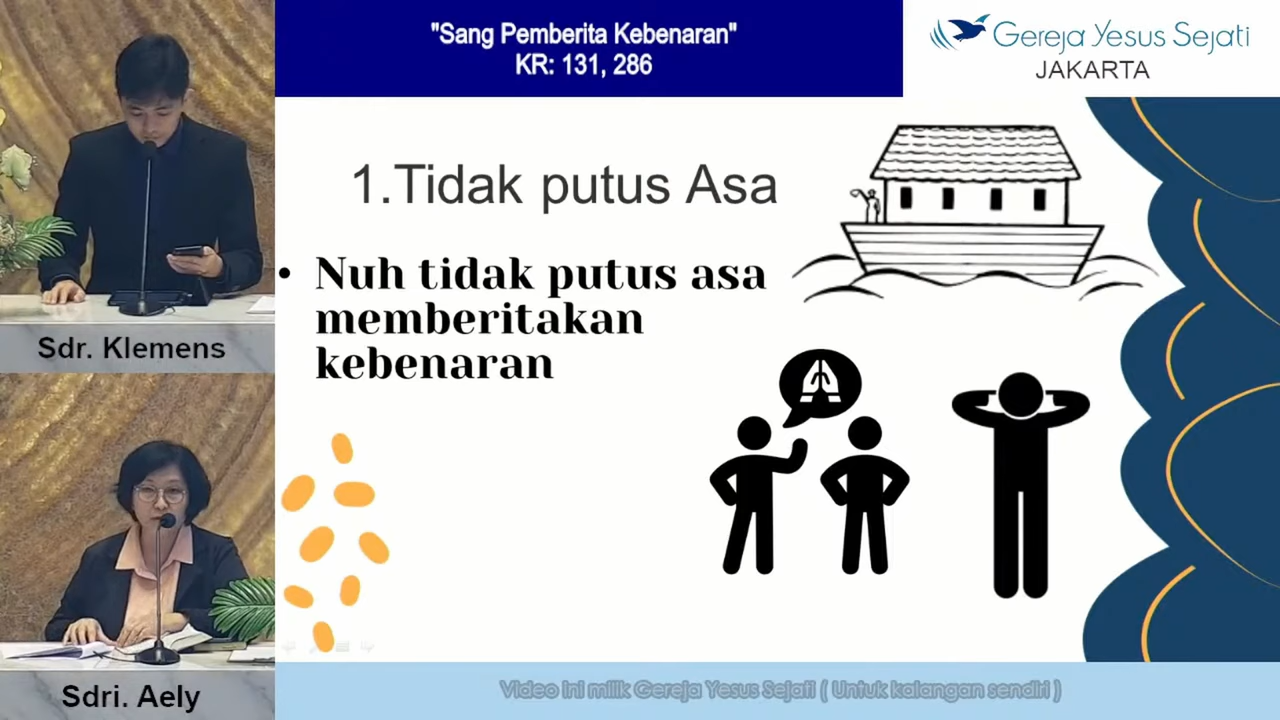 "Sang Pemberita Kebenaran"
KR: 131, 286
Gereja Yesus Sejati
JAKARTA
1.Tidak putus Asa
• Nuh tidak putus asa
memberitakan
kebenaran
Sdr. Klemens
Sdri. Aely
Video ini milik Gereja Yesus Sejati ( Untuk kalangan sendiri )